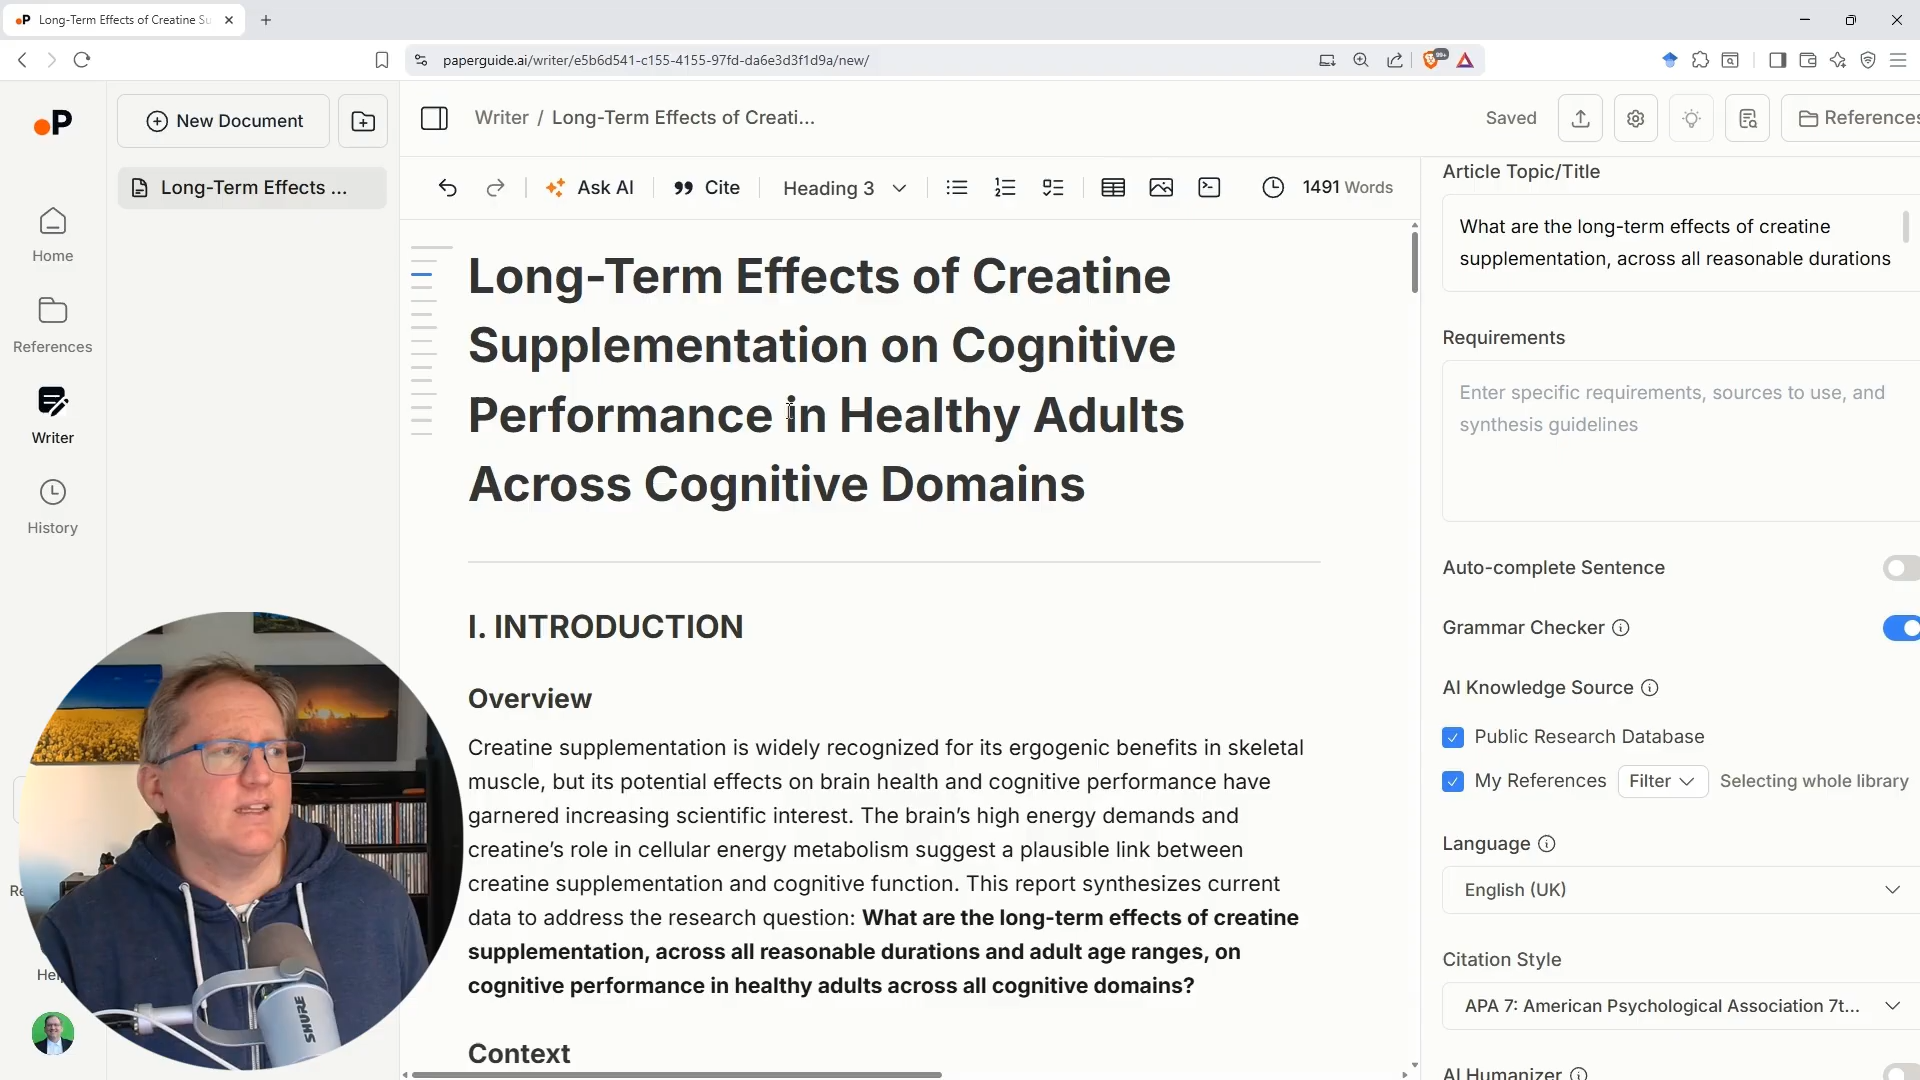 Long-Term Effects of Creatine Su
paperguide.ai/writer/e5b6d541-c155-4155-97fd-da6e3d3f1d9a/new/
99+
P
New Document
Writer / Long-Term Effects of Creati...
Saved
References
Long-Term Effects ...
Home
References
Writer
History
Ask AI
Cite
Heading 3
1491 Words
Long-Term Effects of Creatine
Supplementation on Cognitive
Performance in Healthy Adults
Across Cognitive Domains
I. INTRODUCTION
Overview
Creatine supplementation is widely recognized for its ergogenic benefits in skeletal
muscle, but its potential effects on brain health and cognitive performance have
garnered increasing scientific interest. The brain's high energy demands and
creatine's role in cellular energy metabolism suggest a plausible link between
creatine supplementation and cognitive function. This report synthesizes current
data to address the research question: What are the long-term effects of creatine
supplementation, across all reasonable durations and adult age ranges, on
cognitive performance in healthy adults across all cognitive domains?
Context
Article Topic/Title
What are the long-term effects of creatine
supplementation, across all reasonable durations
Requirements
Enter specific requirements, sources to use, and
synthesis guidelines
Auto-complete Sentence
Grammar Checker
AI Knowledge Source
Public Research Database
My References Filter Selecting whole library
Language
English (UK)
Citation Style
APA 7: American Psychological Association 7t...
AI Humanizer
SHURE